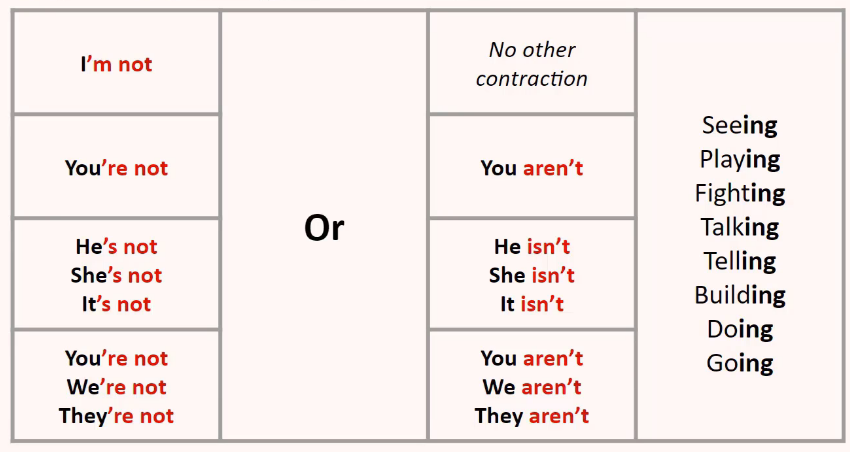 I’m not
You’re not
He’s not
She’s not
It’s not
You’re not
We’re not
They’re not
Or
No other
contraction
You aren’t
He isn’t
She isn’t
It isn’t
You aren’t
We aren’t
They aren’t
Seeing
Playing
Fighting
Talking
Telling
Building
Doing
Going